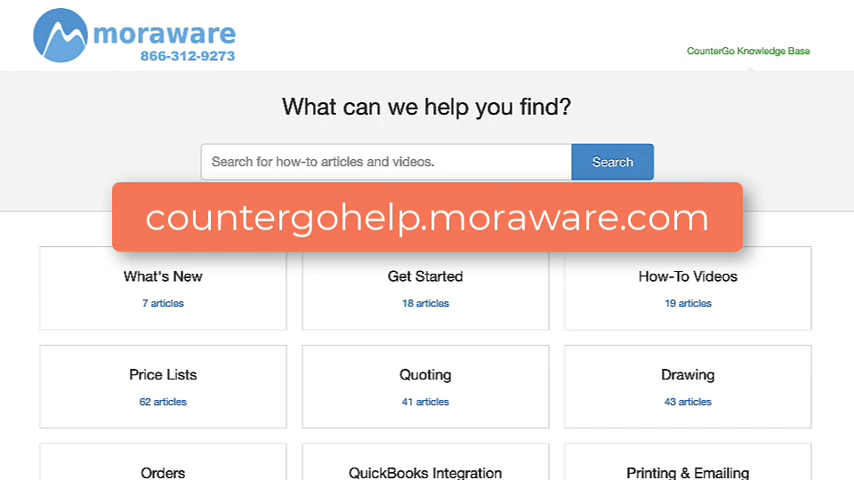 moraware
866-312-9273
CounterGo Knowledge Base
What can we help you find?
Search for how-to articles and videos.
Search
countergohelp.moraware.com
What's New
7 articles
Get Started
18 articles
How-To Videos
19 articles
Price Lists
62 articles
Quoting
41 articles
Drawing
43 articles
Orders
QuickBooks Integration
Printing & Emailing